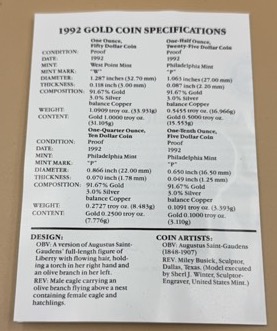 1992 GOLD COIN SPECIFICATIONS
One Ounce, One-Half Ounce,
Fifty Dollar Coin Twenty-Five Dollar Coin
CONDITION: Proof Proof
DATE: 1992 1992
MINT: West Point Mint Philadelphia Mint
MINT MARK: "W" "P"
DIAMETER: 1.287 inches (32.70 mm) 1.063 inches (27.00 mm)
THICKNESS: 0.118 inch (3.00 mm) 0.087 inch (2.20 mm)
COMPOSITION: 91.67% Gold 91.67% Gold
3.0% Silver 3.0% Silver
balance Copper balance Copper
WEIGHT: 1.0909 troy oz. (33.931g) 0.5455 troy oz. (16.966g)
CONTENT: Gold 1.0000 troy oz. Gold 0.5000 troy oz.
(31.105g) (15.553g)
One-Quarter Ounce, One-Tenth Ounce,
Ten Dollar Coin Five Dollar Coin
CONDITION: Proof Proof
DATE: 1992 1992
MINT: Philadelphia Mint Philadelphia Mint
MINT MARK: "P" "P"
DIAMETER: 0.866 inch (22.00 mm) 0.650 inch (16.50 mm)
THICKNESS: 0.070 inch (1.78 mm) 0.049 inch (1.25 mm)
COMPOSITION: 91.67% Gold 91.67% Gold
3.0% Silver 3.0% Silver
balance Copper balance Copper
WEIGHT: 0.2727 troy oz. (8.483g) 0.1091 troy oz. (3.393g)
CONTENT: Gold 0.2500 troy oz. Gold 0.1000 troy oz.
(7.776g) (3.110g)
DESIGN:
OBV: A version of Augustus Saint-
Gaudens' full-length figure of
Liberty with flowing hair, hold-
ing a torch in her right hand and
an olive branch in her left.
REV: Male eagle carrying an
olive branch flying above a nest
containing female eagle and
hatchlings.
COIN ARTISTS:
OBV: Augustus Saint-Gaudens
(1848-1907)
REV. Miley Busick, Sculptor,
Dallas, Texas. (Model executed
by Sherl J. Winter, Sculptor-
Engraver, United States Mint.)